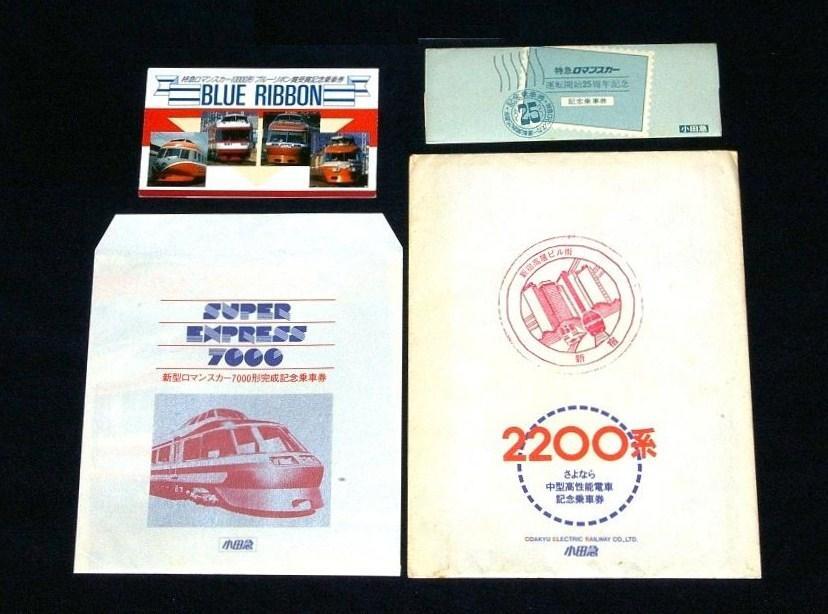 特急ロマンスカー10000形 ブルーリボン賞受賞記念乗車券
BLUE RIBBON
特急ロマンスカー
運転開始25周年記念
記念乗車券
25
小田急
SUPER
EXPRESS
7000
新型ロマンスカー7000形完成記念乗車券
小田急
新宿高層ビル街
新宿
2200系
さよなら
中型高性能電車
記念乗車券
ODAKYU ELECTRIC RAILWAY CO.,LTD.
小田急